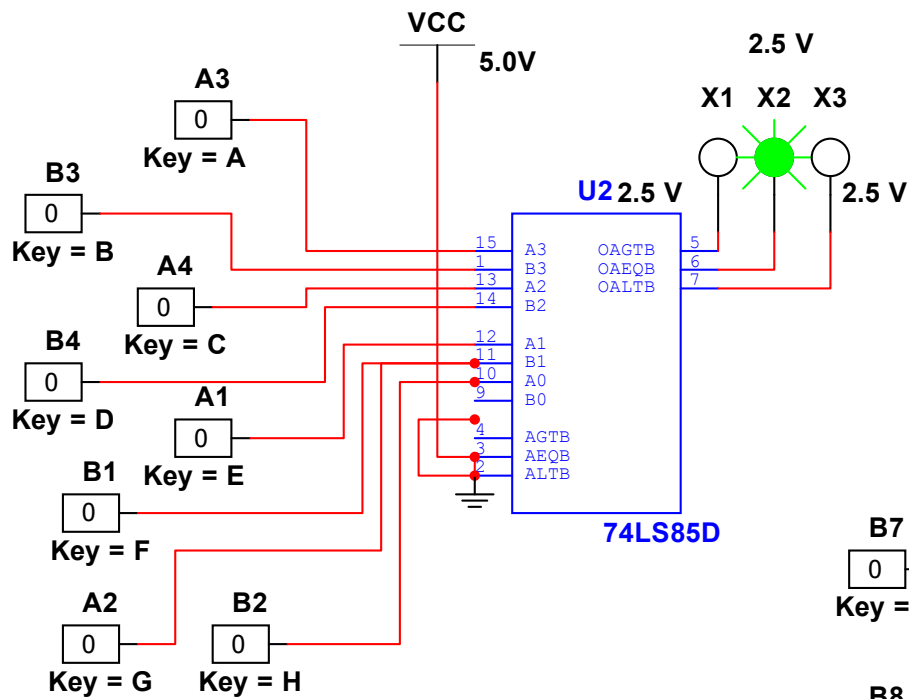 VCC
5.0V
2.5 V
A3
0
Key = A
X1 X2 X3
B3
0
Key = B
U2 2.5 V
2.5 V
A4
0
Key = C
15 A3
1 B3
13 A2
14 B2
12 A1
11 B1
10 A0
9 B0
4 AGTB
3 AEQB
2 ALTB
OAGTB 5
OAEQB 6
OALTB 7
74LS85D
B4
0
Key = D
A1
0
Key = E
B1
0
Key = F
A2
0
Key = G
B2
0
Key = H
B7
0
Key =
B8